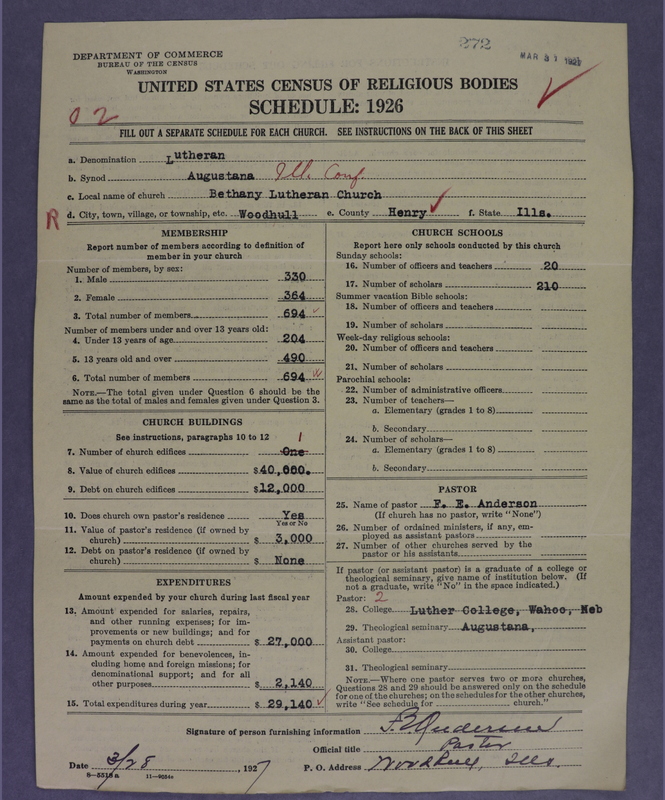 272
MAR 31 1927
DEPARTMENT OF COMMERCE
BUREAU OF THE CENSUS
WASHINGTON
UNITED STATES CENSUS OF RELIGIOUS BODIES
SCHEDULE: 1926
02
FILL OUT A SEPARATE SCHEDULE FOR EACH CHURCH. SEE INSTRUCTIONS ON THE BACK OF THIS SHEET
a. Denomination Lutheran
b. Synod Augustana Ill. Conf
c. Local name of church Bethany Lutheran Church
R d. City, town, village, or township, etc. Woodhull e. County Henry f. State Ills.
MEMBERSHIP
Report number of members according to definition of
member in your church
Number of members, by sex:
1. Male 330
2. Female 364
3. Total number of members 694
Number of members under and over 13 years old:
4. Under 13 years of age 204
5. 13 years old and over 490
6. Total number of members 694
NOTE.—The total given under Question 6 should be the
same as the total of males and females given under Question 3.
CHURCH BUILDINGS
See instructions, paragraphs 10 to 12 1
7. Number of church edifices One
8. Value of church edifices $40,000.
9. Debt on church edifices $12,000
10. Does church own pastor's residence Yes
Yes or No
11. Value of pastor's residence (if owned by
church) $ 3,000
12. Debt on pastor's residence (if owned by
church) $ None
EXPENDITURES
Amount expended by your church during last fiscal year
13. Amount expended for salaries, repairs,
and other running expenses; for im-
provements or new buildings; and for
payments on church debt $ 27,000
14. Amount expended for benevolences, in-
cluding home and foreign missions; for
denominational support; and for all
other purposes $ 2,140
15. Total expenditures during year $ 29,140
CHURCH SCHOOLS
Report here only schools conducted by this church
Sunday schools:
16. Number of officers and teachers 20
17. Number of scholars 210
Summer vacation Bible schools:
18. Number of officers and teachers
19. Number of scholars
Week-day religious schools:
20. Number of officers and teachers
21. Number of scholars
Parochial schools:
22. Number of administrative officers
23. Number of teachers—
a. Elementary (grades 1 to 8)
b. Secondary
24. Number of scholars—
a. Elementary (grades 1 to 8)
b. Secondary
PASTOR
25. Name of pastor F. E. Anderson
(If church has no pastor, write "None")
26. Number of ordained ministers, if any, em-
ployed as assistant pastors
27. Number of other churches served by the
pastor or his assistants
If pastor (or assistant pastor) is a graduate of a college or
theological seminary, give name of institution below. (If
not a graduate, write "No" in the space indicated.)
Pastor: 2
28. College Luther College, Wahoo, Neb
29. Theological seminary Augustana,
Assistant pastor:
30. College
31. Theological seminary
NOTE.—Where one pastor serves two or more churches,
Questions 28 and 29 should be answered only on the schedule
for one of the churches; on the schedules for the other churches,
write "See schedule for church."
Signature of person furnishing information F. E. Anderson
Official title Pastor
Date 3/28, 1927 P. O. Address Woodhull, Ills.
8—5518a 11—9034c